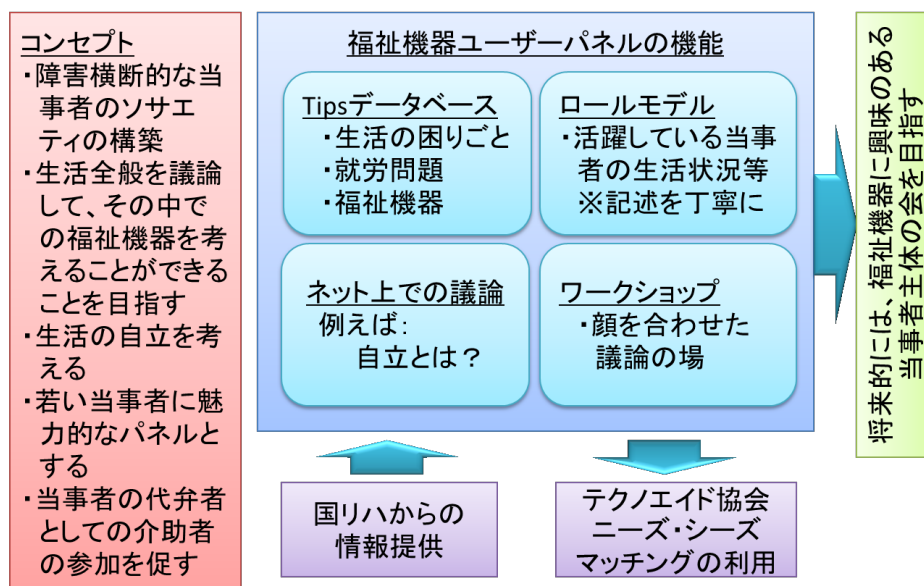 コンセプト
・障害横断的な当
事者のソサエ
ティの構築
・生活全般を議論
して、その中で
の福祉機器を考
えることができる
ことを目指す
・生活の自立を考
える
・若い当事者に魅
力的なパネルと
する
・当事者の代弁者
としての介助者
の参加を促す
福祉機器ユーザーパネルの機能
Tipsデータベース
・生活の困りごと
・就労問題
・福祉機器
ロールモデル
・活躍している当事
者の生活状況等
※記述を丁寧に
ネット上での議論
例えば:
自立とは？
ワークショップ
・顔を合わせた
議論の場
国リハからの
情報提供
テクノエイド協会
ニーズ・シーズ
マッチングの利用
将来的には、福祉機器に興味のある
当事者主体の会を目指す